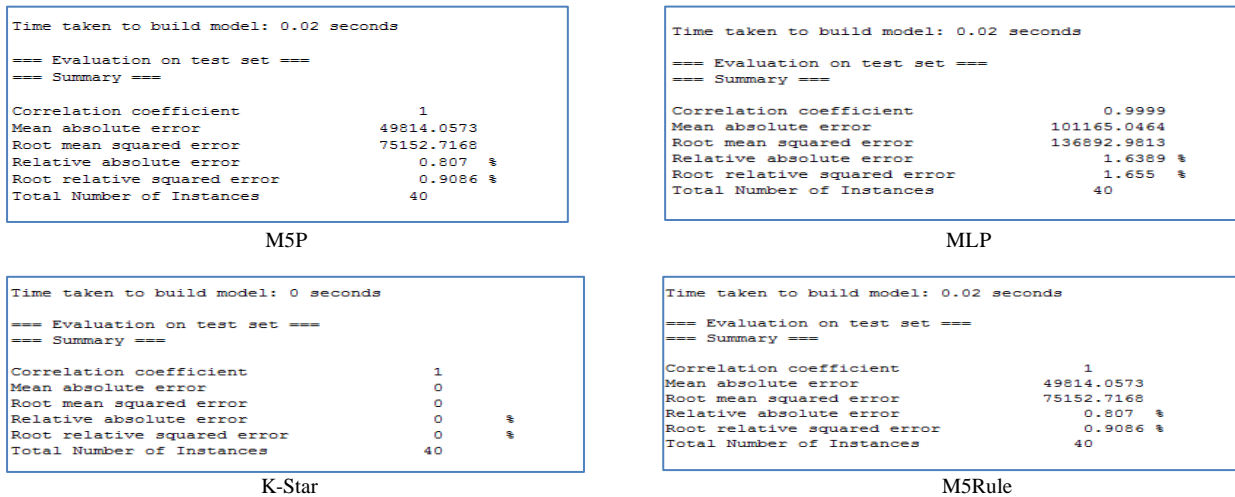 Time taken to build model: 0.02 seconds
=== Evaluation on test set ===
=== Summary ===
Correlation coefficient 1
Mean absolute error 49814.0573
Root mean squared error 75152.7168
Relative absolute error 0.807 %
Root relative squared error 0.9086 %
Total Number of Instances 40
M5P
Time taken to build model: 0.02 seconds
=== Evaluation on test set ===
=== Summary ===
Correlation coefficient 0.9999
Mean absolute error 101165.0464
Root mean squared error 136892.9813
Relative absolute error 1.6389 %
Root relative squared error 1.655 %
Total Number of Instances 40
MLP
Time taken to build model: 0 seconds
=== Evaluation on test set ===
=== Summary ===
Correlation coefficient 1
Mean absolute error 0
Root mean squared error 0
Relative absolute error 0 %
Root relative squared error 0 %
Total Number of Instances 40
K-Star
Time taken to build model: 0.02 seconds
=== Evaluation on test set ===
=== Summary ===
Correlation coefficient 1
Mean absolute error 49814.0573
Root mean squared error 75152.7168
Relative absolute error 0.807 %
Root relative squared error 0.9086 %
Total Number of Instances 40
M5Rule